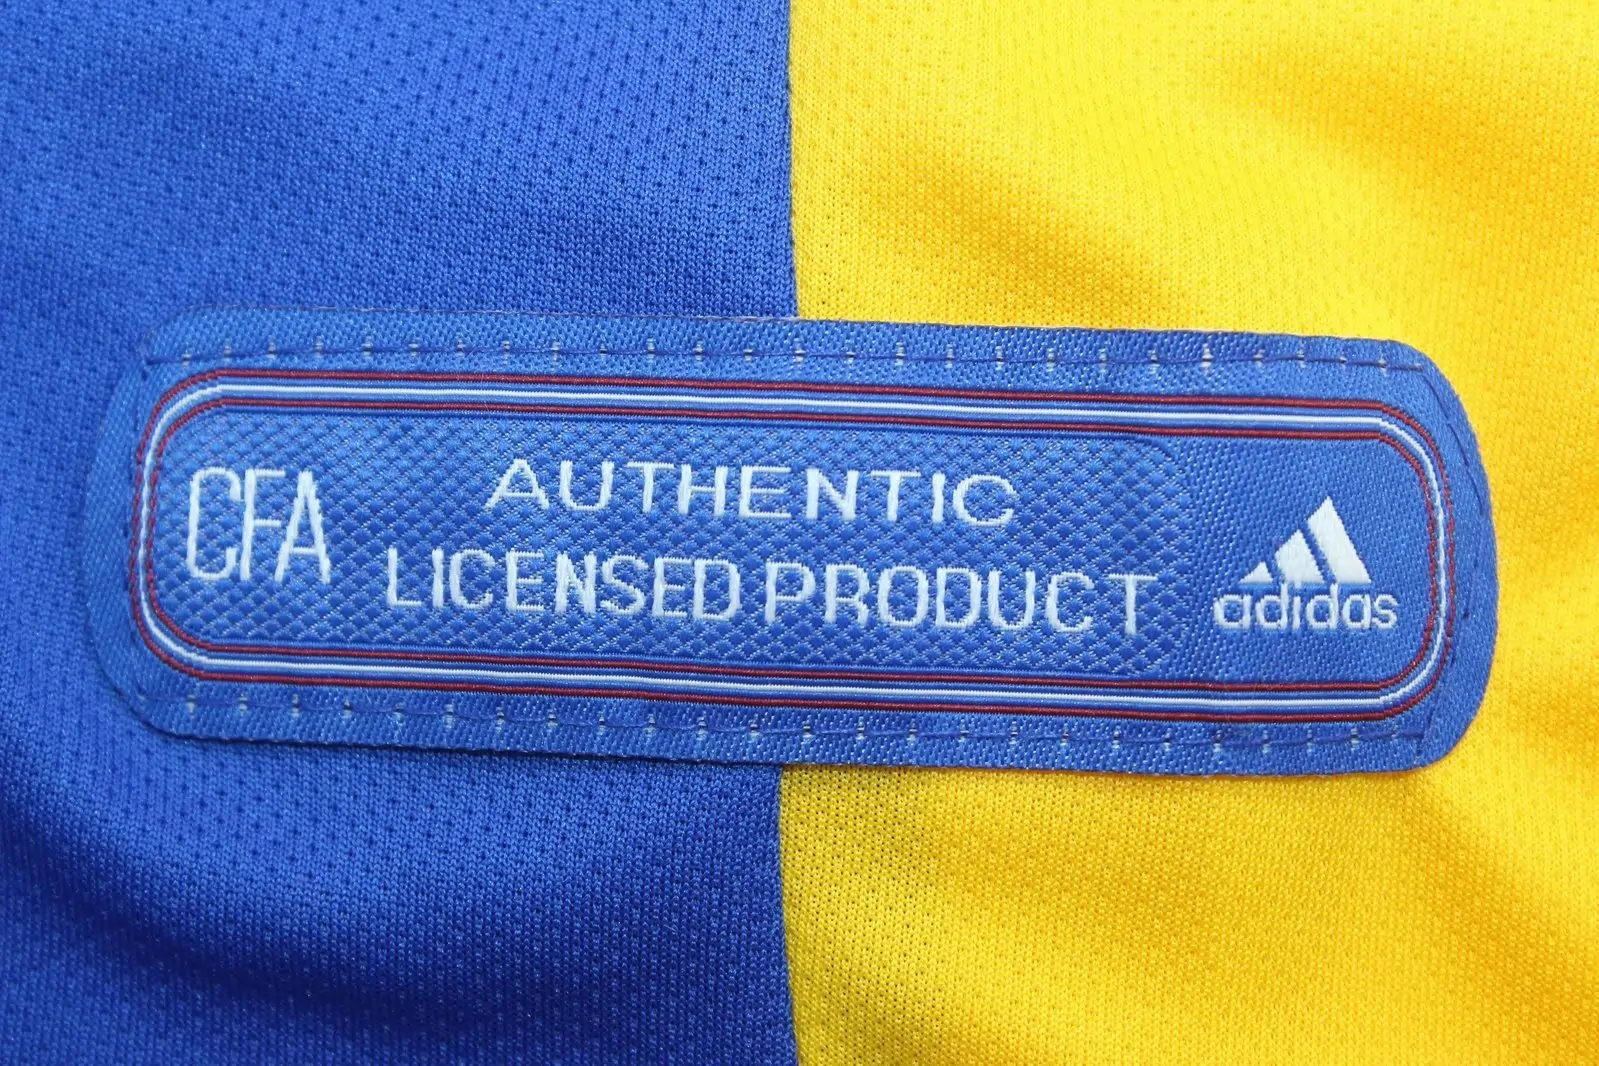 CFA
AUTHENTIC
LICENSED PRODUCT
adidas